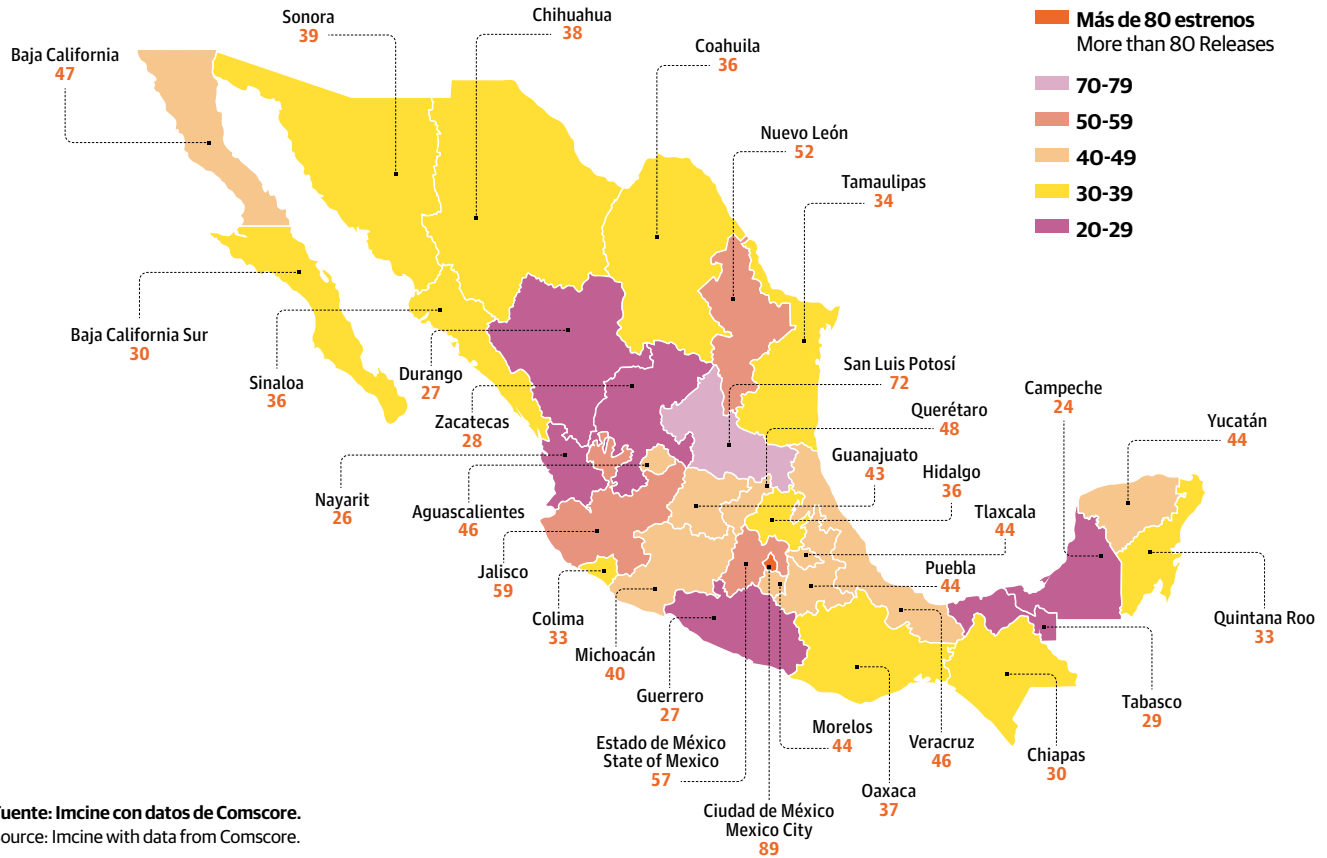 Sonora
39
Chihuahua
38
Coahuila
36
Baja California
47
Nuevo León
52
Tamaulipas
34
Más de 80 estrenos
More than 80 Releases
70-79
50-59
40-49
30-39
20-29
Baja California Sur
30
Sinaloa
36
Durango
27
Zacatecas
28
San Luis Potosí
72
Querétaro
48
Guanajuato
43
Hidalgo
36
Campeche
24
Yucatán
44
Nayarit
26
Aguascalientes
46
Tlaxcala
44
Jalisco
59
Puebla
44
Colima
33
Michoacán
40
Quintana Roo
33
Guerrero
27
Tabasco
29
Estado de México
State of Mexico
57
Morelos
44
Veracruz
46
Chiapas
30
Oaxaca
37
Ciudad de México
Mexico City
89
uente: Imcine con datos de Comscore.
ource: Imcine with data from Comscore.